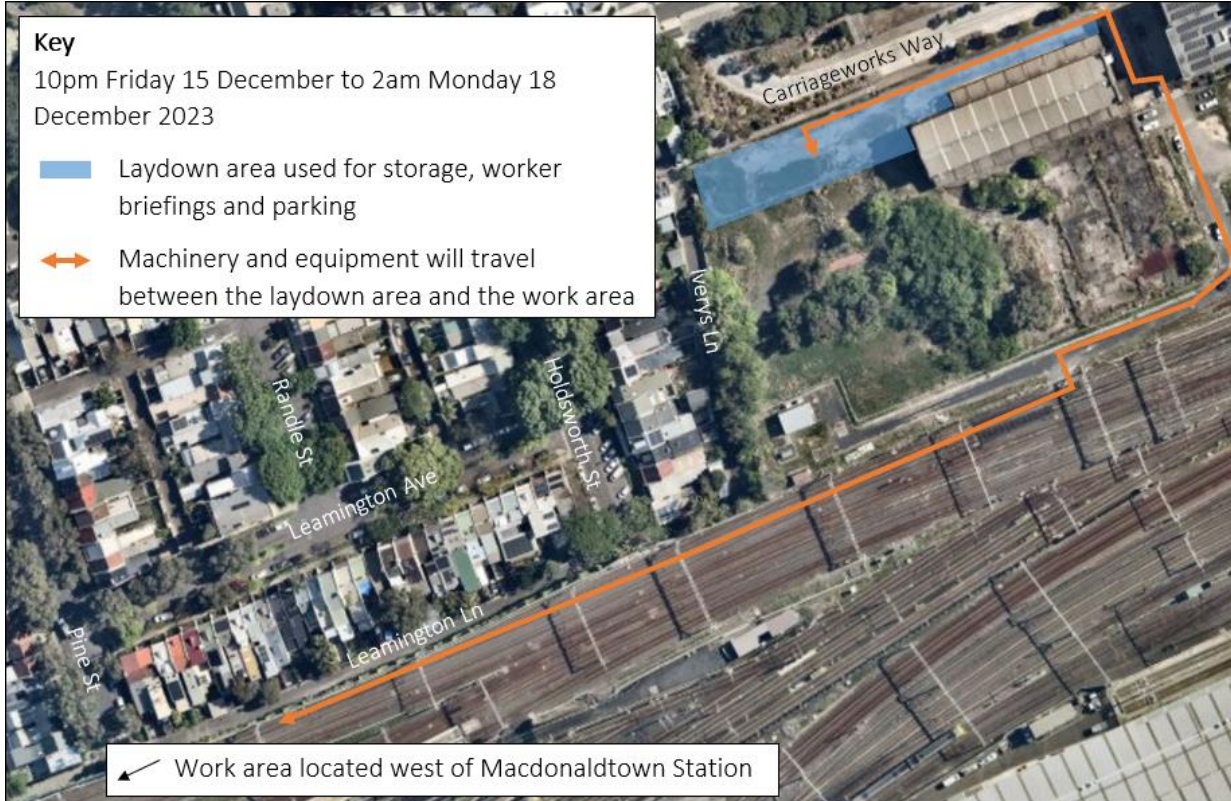 Key
10pm Friday 15 December to 2am Monday 18
December 2023
Laydown area used for storage, worker
briefings and parking
Machinery and equipment will travel
between the laydown area and the work area
Carriageworks Way
Iverys Ln
Holdsworth St
Randle St
Leamington Ave
Leamington Ln
Pine St
Work area located west of Macdonaldtown Station